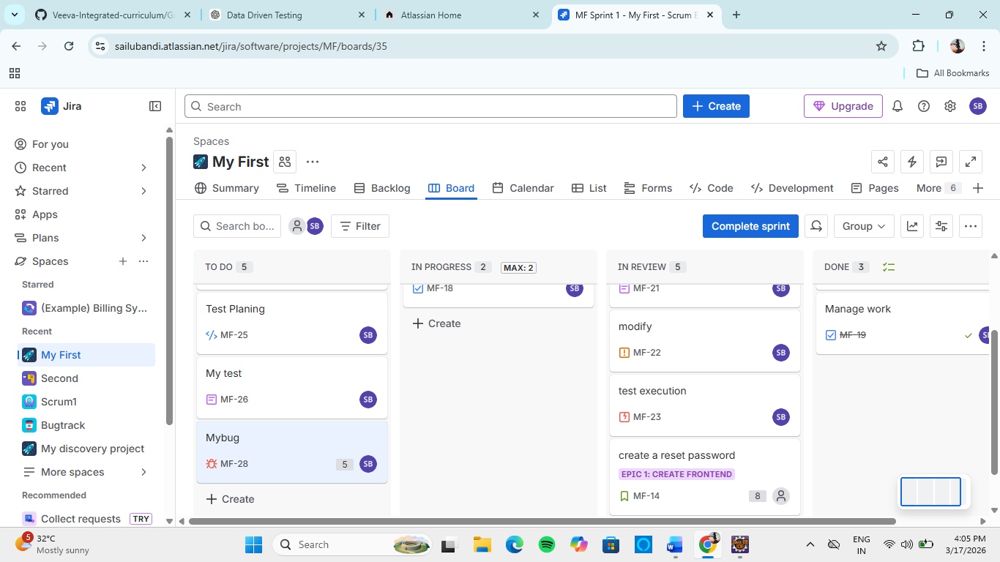 Veeva-Integrated-curriculum/G
Data Driven Testing
Atlassian Home
MF Sprint 1 - My First - Scrum
sailubandi.atlassian.net/jira/software/projects/MF/boards/35
All Bookmarks
Jira
Search
Create
Upgrade
SB
For you
Recent
Starred
Apps
Plans
Spaces
Starred
(Example) Billing Sy...
Recent
My First
Second
Scrum1
Bugtrack
My discovery project
More spaces
Recommended
Collect requests TRY
Spaces
My First
Summary
Timeline
Backlog
Board
Calendar
List
Forms
Code
Development
Pages
More 6
Search bo...
SB
Filter
Complete sprint
Group
TO DO 5
Test Planing
MF-25
SB
My test
MF-26
SB
Mybug
MF-28
5
SB
Create
IN PROGRESS 2 MAX: 2
MF-18
SB
Create
IN REVIEW 5
MF-21
SB
modify
MF-22
SB
test execution
MF-23
SB
create a reset password
EPIC 1: CREATE FRONTEND
MF-14
8
DONE 3
Manage work
MF-19
5
32°C
Mostly sunny
Search
ENG
IN
4:05 PM
3/17/2026